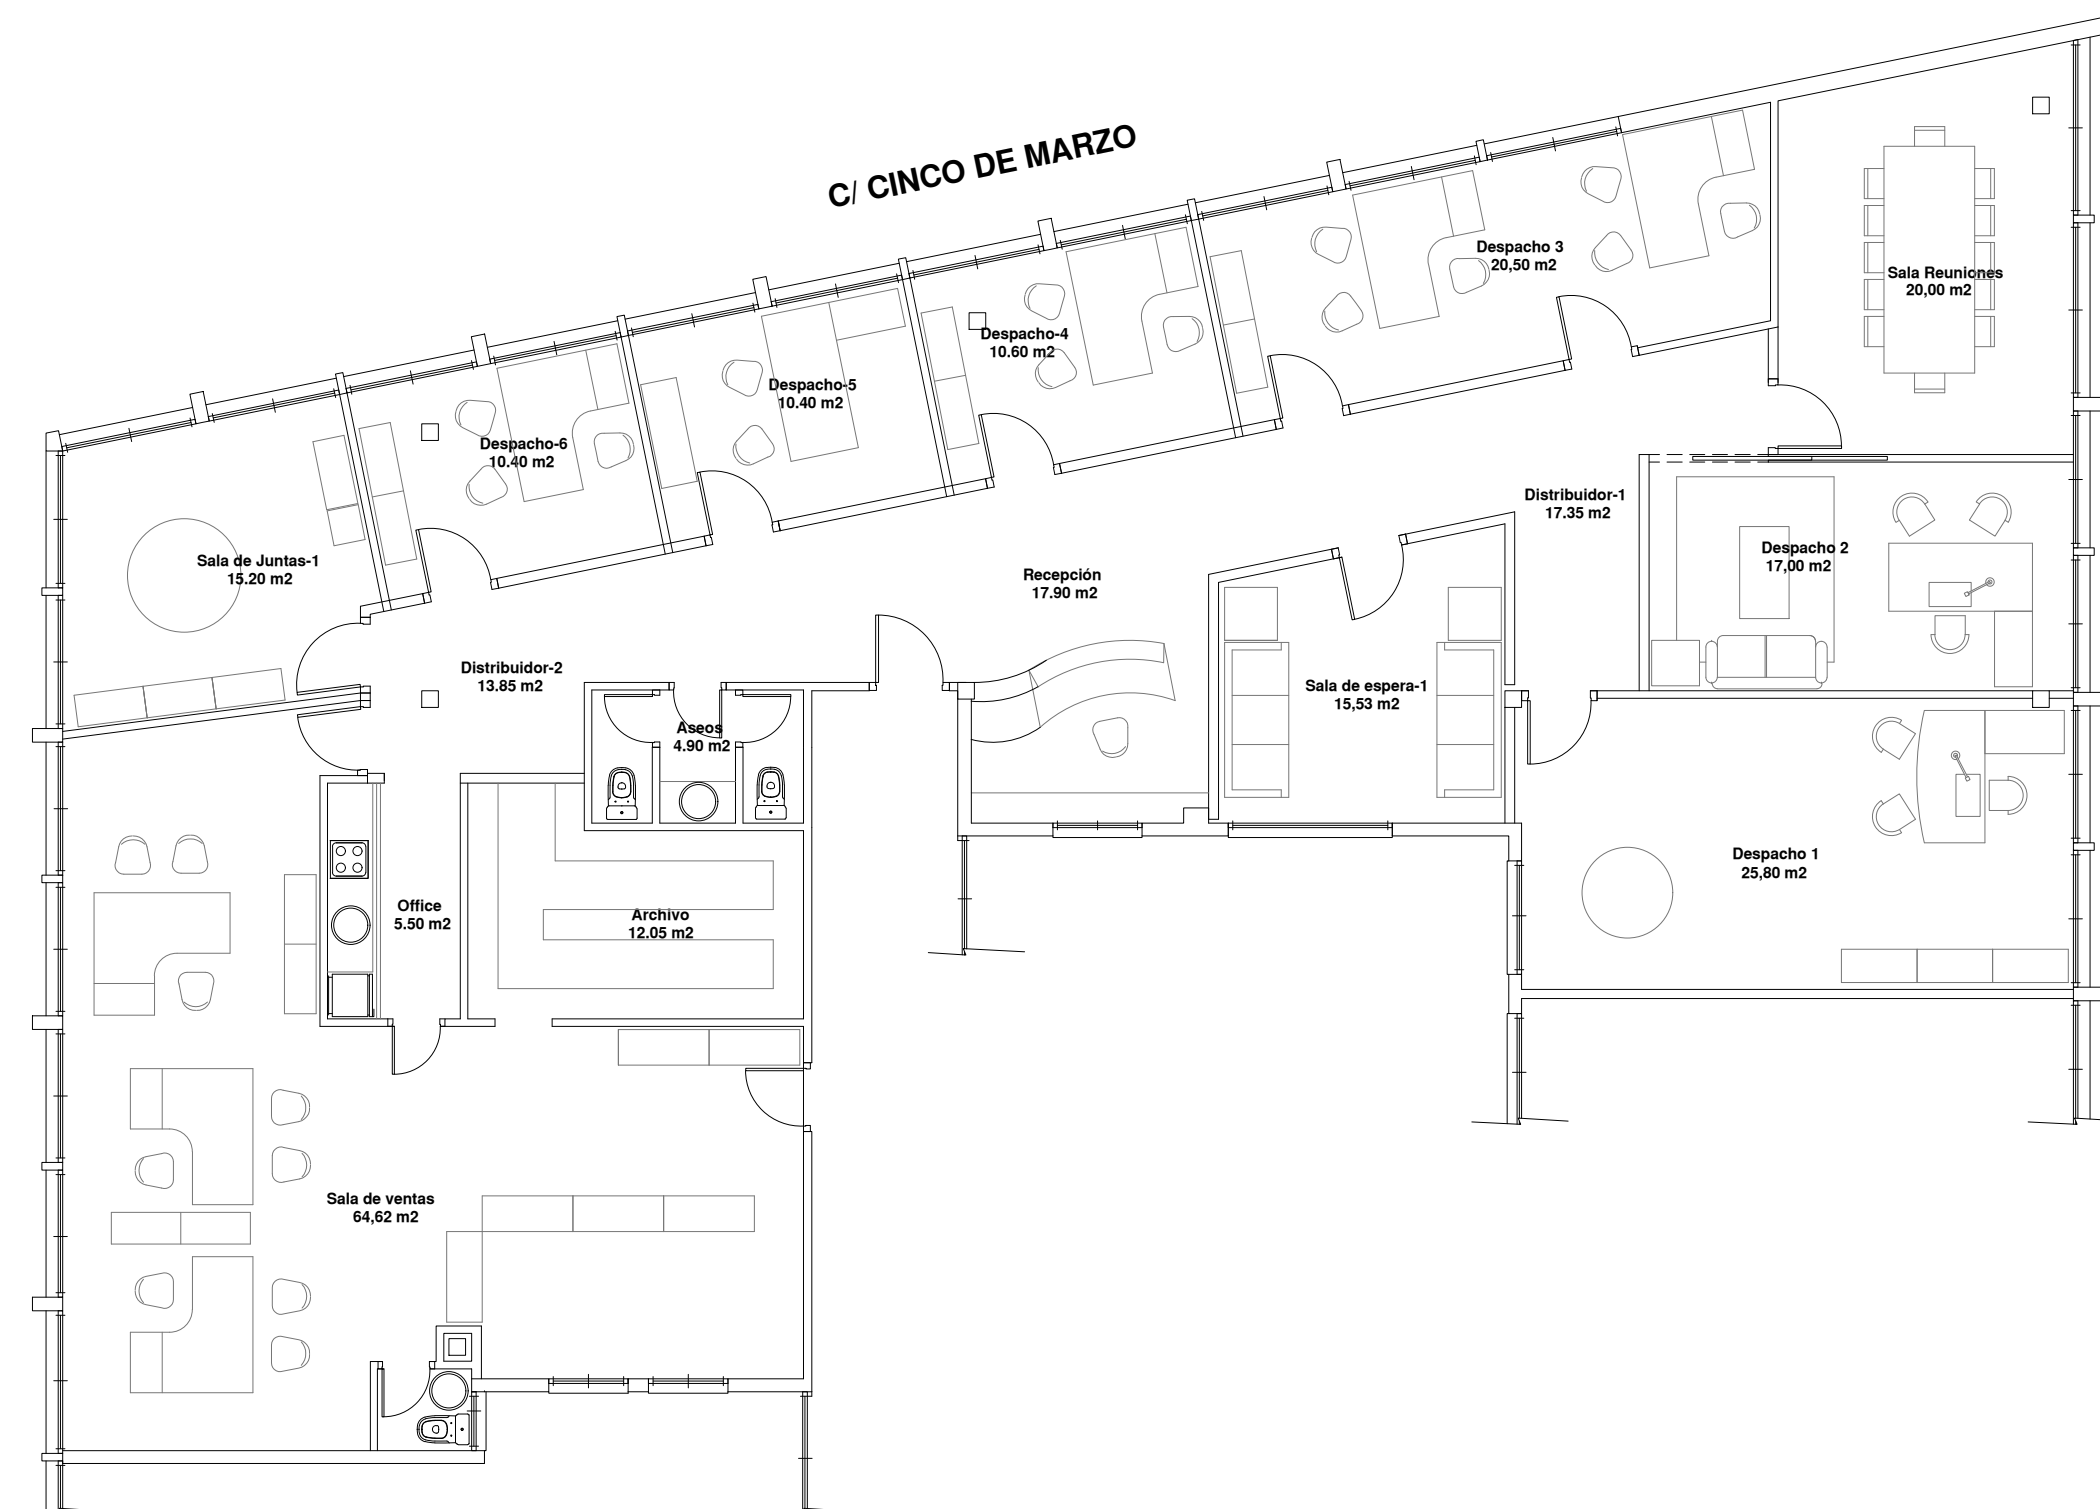 C/ CINCO DE MARZO
Despacho 3
20,50 m2
Sala Reuniones
20,00 m2
Despacho-4
10.60 m2
Despacho-5
10.40 m2
Despacho-6
10.40 m2
Distribuidor-1
17.35 m2
Despacho 2
17,00 m2
Sala de Juntas-1
15.20 m2
Recepción
17.90 m2
Distribuidor-2
13.85 m2
Sala de espera-1
15,53 m2
Aseos
4.90 m2
Despacho 1
25,80 m2
Office
5.50 m2
Archivo
12.05 m2
Sala de ventas
64,62 m2